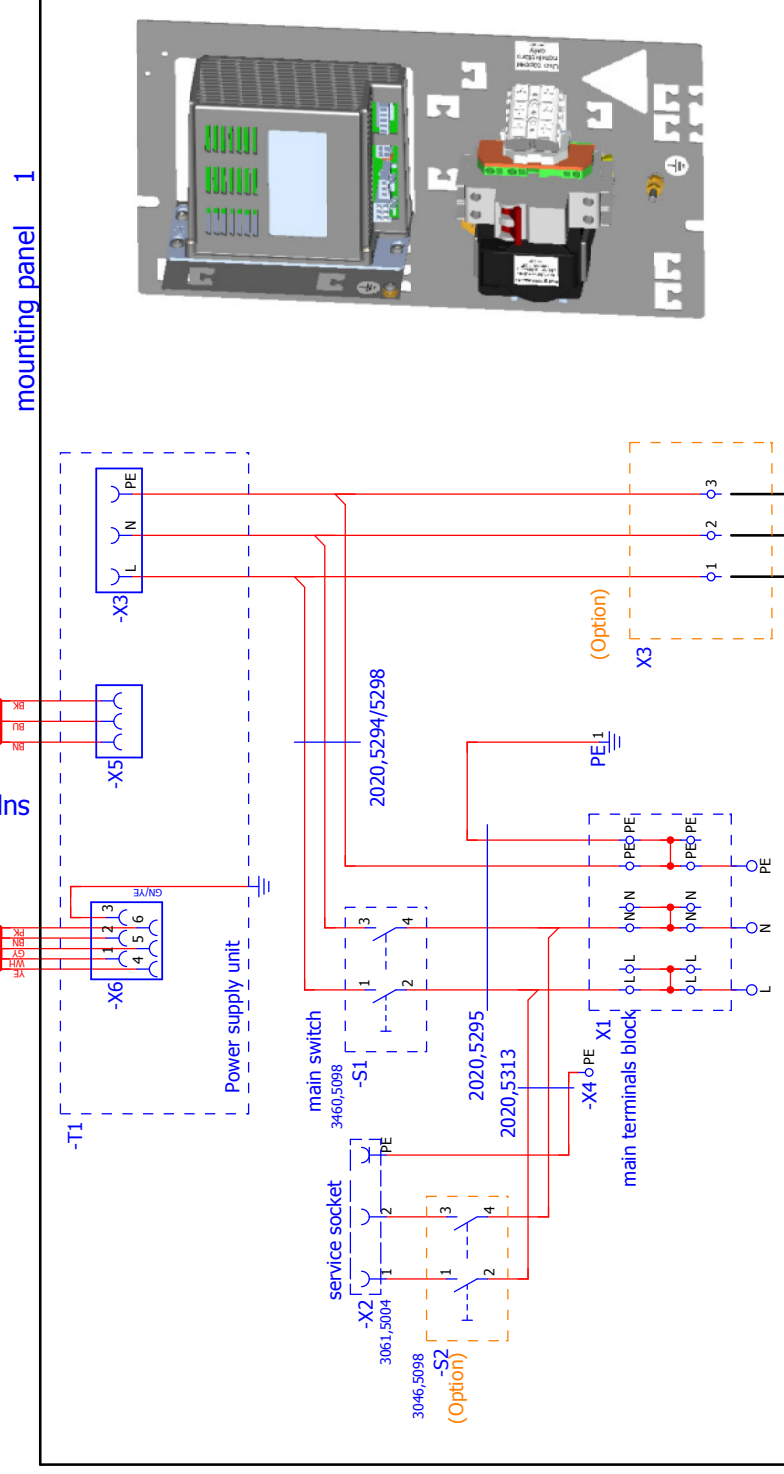 mounting panel 1
Use copper
conductors
only
-T1
Power supply unit
-X6
1 2 3
4 5 6
YE
WH
GY
BN
PK
GN/YE
lns
-X5
BN
BU
BK
-X3
L
N
PE
main switch
3460,5098
-S1
1
2
3
4
2020,5294/5298
(Option)
X3
1
2
3
service socket
-X2
3061,5004
1
2
PE
3046,5098
-S2
(Option)
1
2
3
4
2020,5295
2020,5313
-X4
PE
PE
1
X1
main terminals block
L L
N N
PE PE
L L
N N
PE PE
L
N
PE